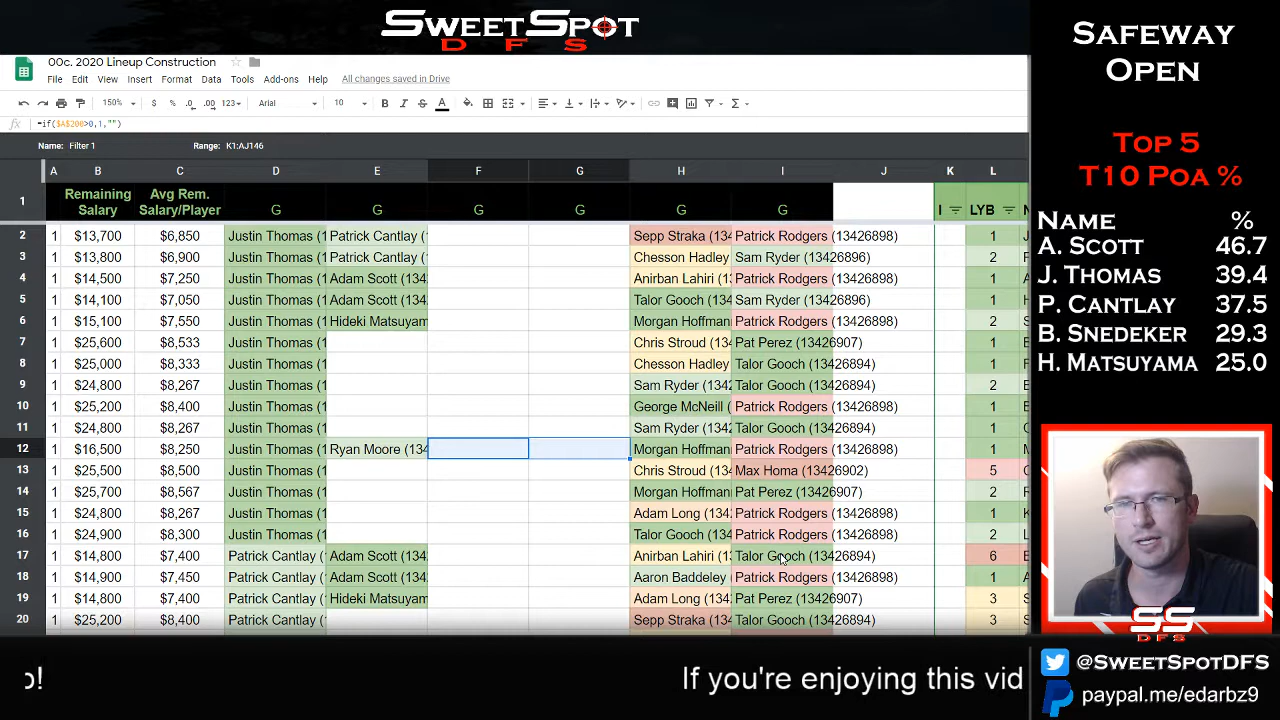 SweetSpot
DFS
00c. 2020 Lineup Construction
File Edit View Insert Format Data Tools Add-ons Help All changes saved in Drive
150% $ % .0 .00 123 Arial 10 B I S A
fx =if($A$200>0,1,"")
Name: Filter 1 Range: K1:AJ146
A B C D E F G H I J K L
1 Remaining Salary Avg Rem. Salary/Player G G G G G G I LYB
2 1 $13,700 $6,850 Justin Thomas (1 Patrick Cantlay ( Sepp Straka (134 Patrick Rodgers (13426898) 1
3 1 $13,800 $6,900 Justin Thomas (1 Patrick Cantlay ( Chesson Hadley Sam Ryder (13426896) 2
4 1 $14,500 $7,250 Justin Thomas (1 Adam Scott (134 Anirban Lahiri (1 Patrick Rodgers (13426898) 1
5 1 $14,100 $7,050 Justin Thomas (1 Adam Scott (134 Talor Gooch (134 Sam Ryder (13426896) 1
6 1 $15,100 $7,550 Justin Thomas (1 Hideki Matsuyam Morgan Hoffman Patrick Rodgers (13426898) 2
7 1 $25,600 $8,533 Justin Thomas (1 Chris Stroud (134 Pat Perez (13426907) 1
8 1 $25,000 $8,333 Justin Thomas (1 Chesson Hadley Talor Gooch (13426894) 1
9 1 $24,800 $8,267 Justin Thomas (1 Sam Ryder (1342 Talor Gooch (13426894) 2
10 1 $25,200 $8,400 Justin Thomas (1 George McNeill ( Patrick Rodgers (13426898) 1
11 1 $24,800 $8,267 Justin Thomas (1 Sam Ryder (1342 Talor Gooch (13426894) 1
12 1 $16,500 $8,250 Justin Thomas (1 Ryan Moore (134 Morgan Hoffman Patrick Rodgers (13426898) 1
13 1 $25,500 $8,500 Justin Thomas (1 Chris Stroud (134 Max Homa (13426902) 5
14 1 $25,700 $8,567 Justin Thomas (1 Morgan Hoffman Pat Perez (13426907) 2
15 1 $24,800 $8,267 Justin Thomas (1 Adam Long (134 Patrick Rodgers (13426898) 1
16 1 $24,900 $8,300 Justin Thomas (1 Talor Gooch (134 Patrick Rodgers (13426898) 2
17 1 $14,800 $7,400 Patrick Cantlay ( Adam Scott (134 Anirban Lahiri (1 Talor Gooch (13426894) 6
18 1 $14,900 $7,450 Patrick Cantlay ( Adam Scott (134 Aaron Baddeley Patrick Rodgers (13426898) 1
19 1 $14,800 $7,400 Patrick Cantlay ( Hideki Matsuyam Adam Long (134 Pat Perez (13426907) 3
20 1 $25,200 $8,400 Patrick Cantlay ( Sepp Straka (134 Talor Gooch (13426894) 3
Safeway
Open
Top 5
T10 Poa %
Name %
A. Scott 46.7
J. Thomas 39.4
P. Cantlay 37.5
B. Snedeker 29.3
H. Matsuyama 25.0
SS
DFS
@SweetSpotDFS
paypal.me/edarbz9
o! If you're enjoying this vid